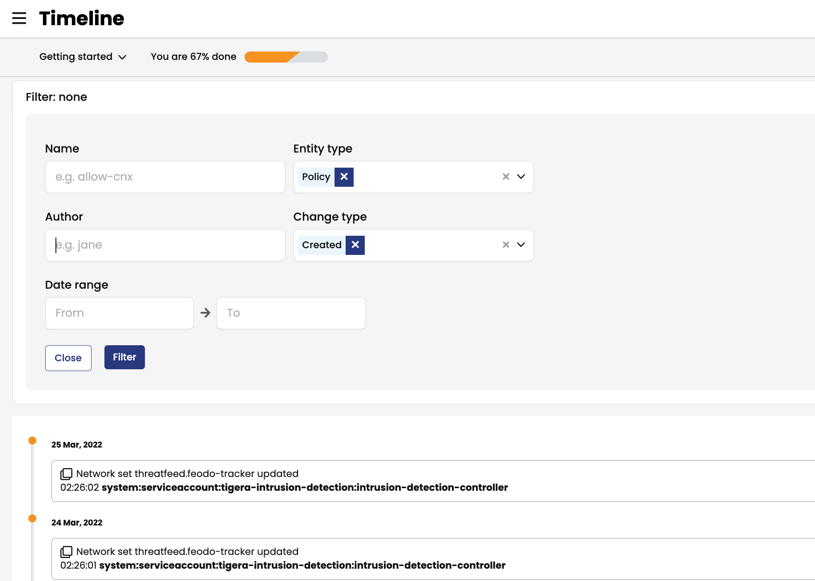 Timeline
Getting started You are 67% done
Filter: none
Name Entity type
e.g. allow-cnx Policy
Author Change type
e.g. jane Created
Date range
From To
Close Filter
25 Mar, 2022
Network set threatfeed.feodo-tracker updated
02:26:02 system:serviceaccount:tigera-intrusion-detection:intrusion-detection-controller
24 Mar, 2022
Network set threatfeed.feodo-tracker updated
02:26:01 system:serviceaccount:tigera-intrusion-detection:intrusion-detection-controller